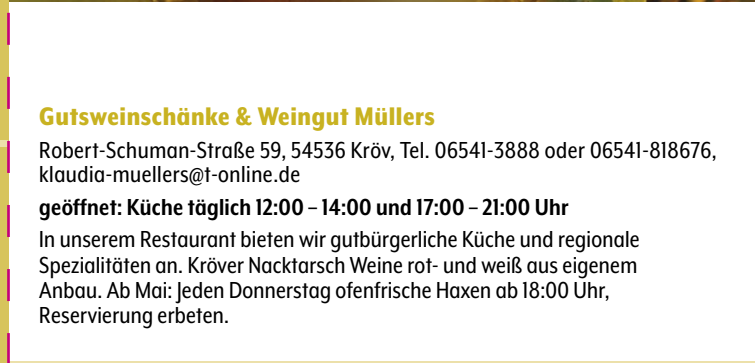 Gutsweinschänke & Weingut Müllers
Robert-Schuman-Straße 59, 54536 Kröv, Tel. 06541-3888 oder 06541-818676,
klaudia-muellers@t-online.de
geöffnet: Küche täglich 12:00 – 14:00 und 17:00 – 21:00 Uhr
In unserem Restaurant bieten wir gutbürgerliche Küche und regionale
Spezialitäten an. Kröver Nacktarsch Weine rot- und weiß aus eigenem
Anbau. Ab Mai: Jeden Donnerstag ofenfrische Haxen ab 18:00 Uhr,
Reservierung erbeten.